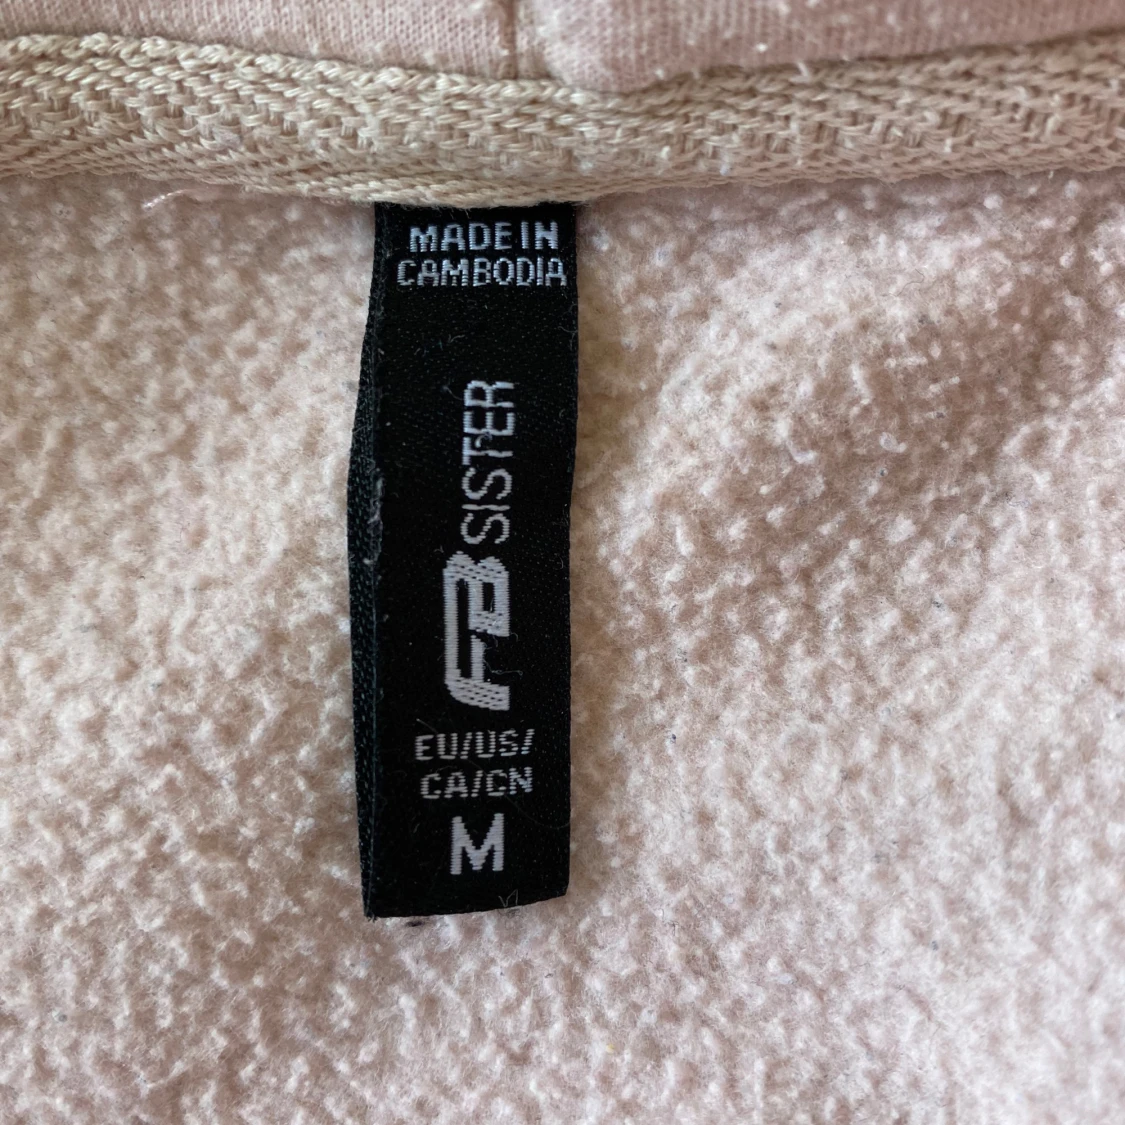 MADE IN
CAMBODIA
FB SISTER
EU/US/
CA/CN
M